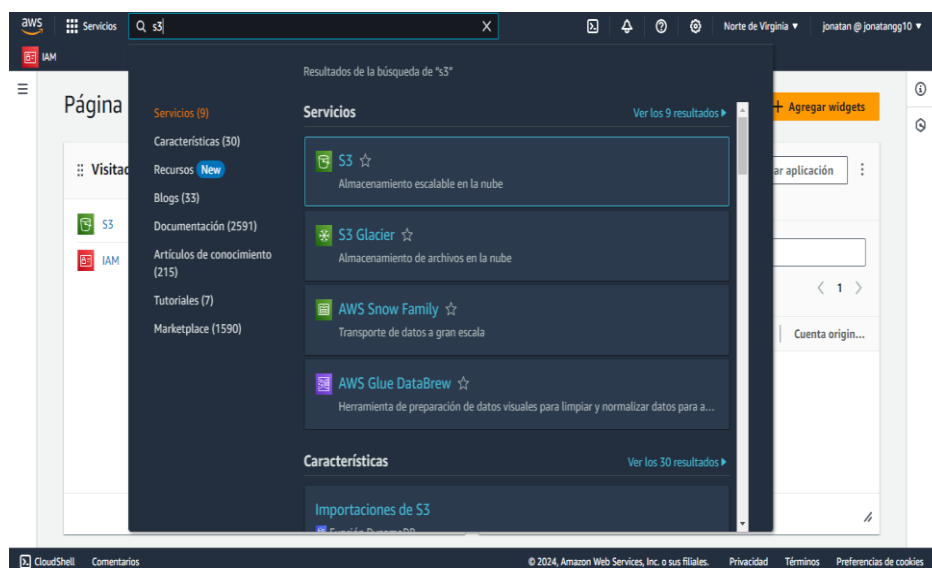 aws
Servicios
s3
Norte de Virginia ▼
jonatan @ jonatangg10 ▼
IAM
Resultados de la búsqueda de "s3"
Página
+ Agregar widgets
Servicios (9)
Características (30)
Recursos New
Blogs (33)
Documentación (2591)
Artículos de conocimiento
(215)
Tutoriales (7)
Marketplace (1590)
Servicios
Ver los 9 resultados ▶
S3
Almacenamiento escalable en la nube
S3 Glacier
Almacenamiento de archivos en la nube
AWS Snow Family
Transporte de datos a gran escala
AWS Glue DataBrew
Herramienta de preparación de datos visuales para limpiar y normalizar datos para a...
Características
Ver los 30 resultados ▶
Importaciones de S3
Función DynamoDB
Visitad
S3
IAM
ar aplicación
1
Cuenta origin...
CloudShell
Comentarios
© 2024, Amazon Web Services, Inc. o sus filiales.
Privacidad
Términos
Preferencias de cookies